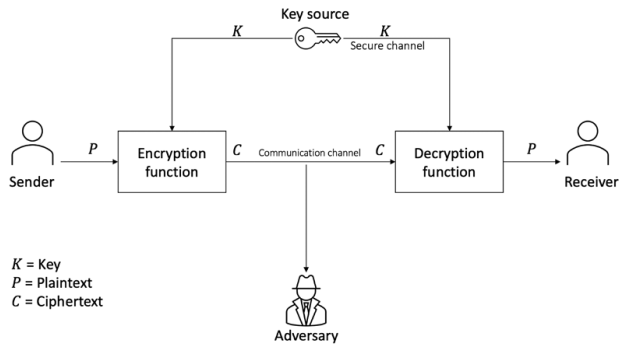 Key source
K
K
Secure channel
P
Encryption
function
C
Communication channel
C
Decryption
function
P
Sender
Receiver
K = Key
P = Plaintext
C = Ciphertext
Adversary